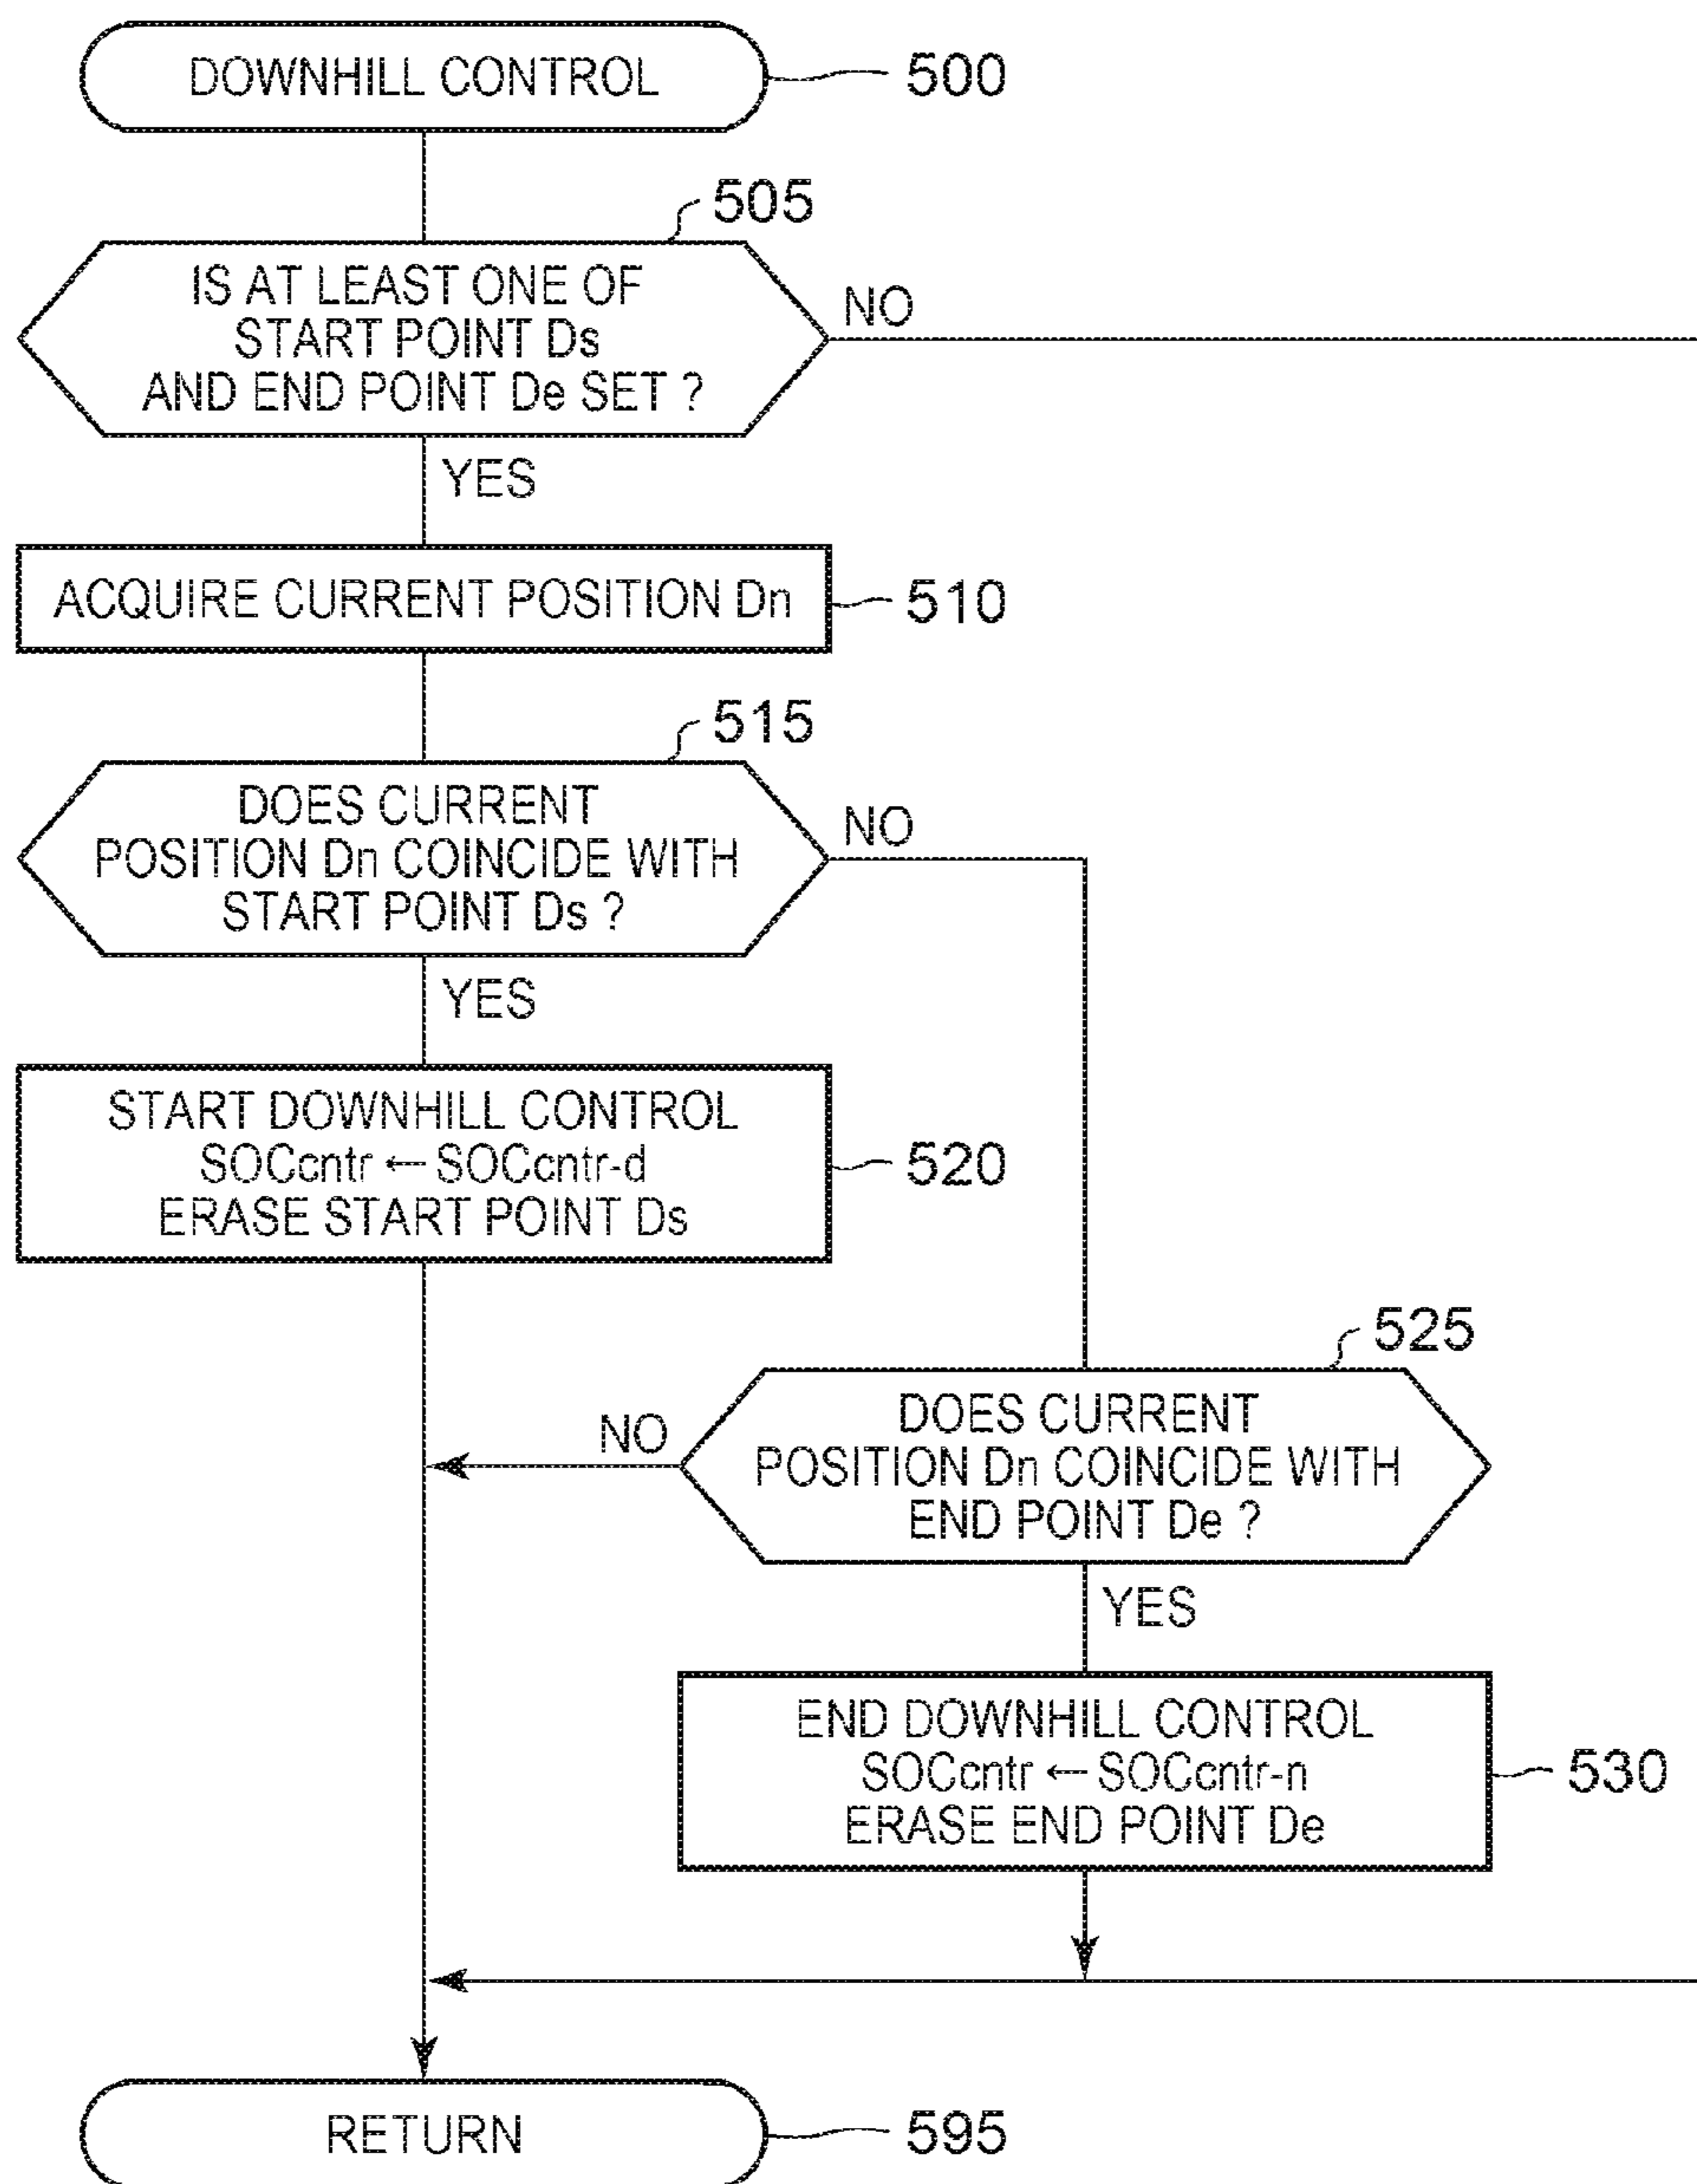 DOWNHILL CONTROL
500
505
IS AT LEAST ONE OF
START POINT Ds
AND END POINT De SET ?
NO
YES
ACQUIRE CURRENT POSITION Dn
510
515
DOES CURRENT
POSITION Dn COINCIDE WITH
START POINT Ds ?
NO
YES
START DOWNHILL CONTROL
SOCcntr ← SOCcntr-d
ERASE START POINT Ds
520
525
DOES CURRENT
POSITION Dn COINCIDE WITH
END POINT De ?
NO
YES
END DOWNHILL CONTROL
SOCcntr ← SOCcntr-n
ERASE END POINT De
530
RETURN
595